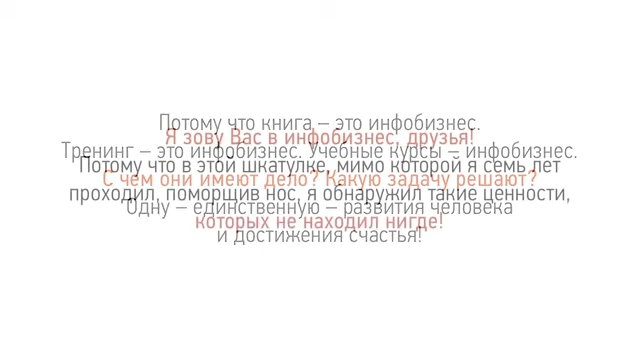 Потому что книга – это инфобизнес.
Я зову Вас в инфобизнес, друзья!
Тренинг – это инфобизнес. Учебные курсы – инфобизнес.
Потому что в этой шкатулке, мимо которой я семь лет
С чем они имеют дело? Какую задачу решают?
проходил, поморщив нос, я обнаружил такие ценности,
Одну – единственную – развития человека
которых не находил нигде!
и достижения счастья!